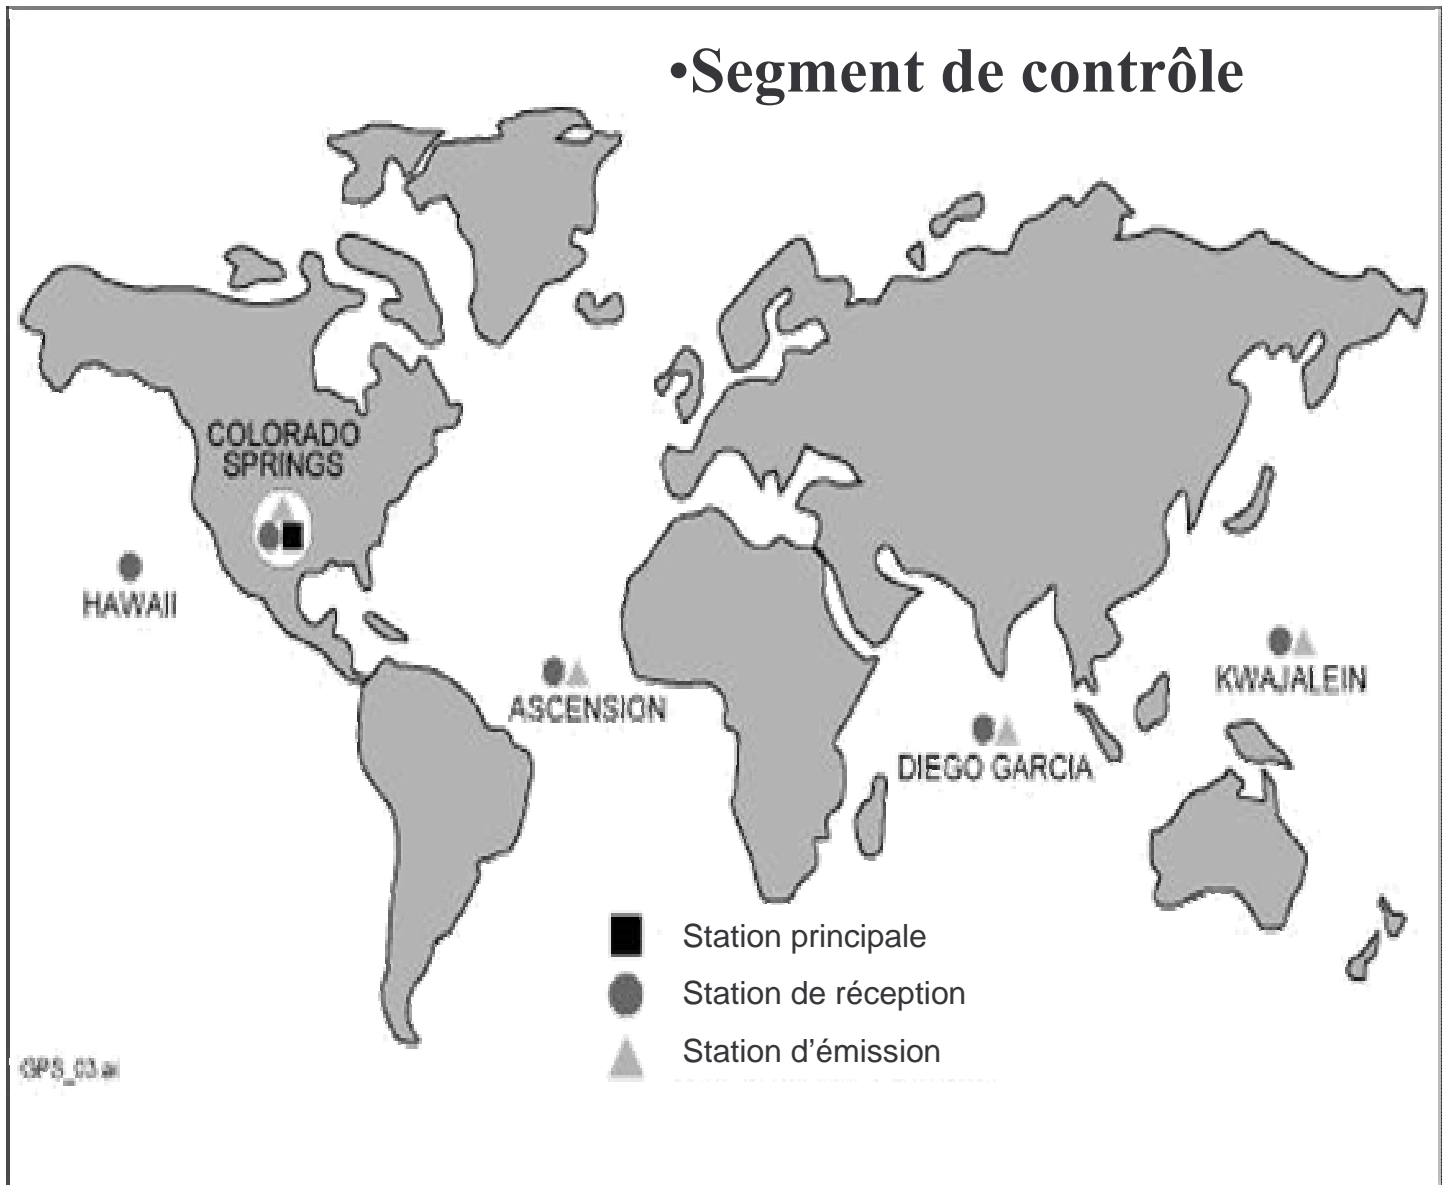 •Segment de contrôle
COLORADO
SPRINGS
HAWAII
ASCENSION
KWAJALEIN
DIEGO GARCIA
Station principale
Station de réception
Station d’émission
GPS_03.ai